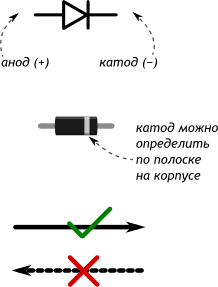 анод (+)
катод (−)
катод можно
определить
по полоске
на корпусе